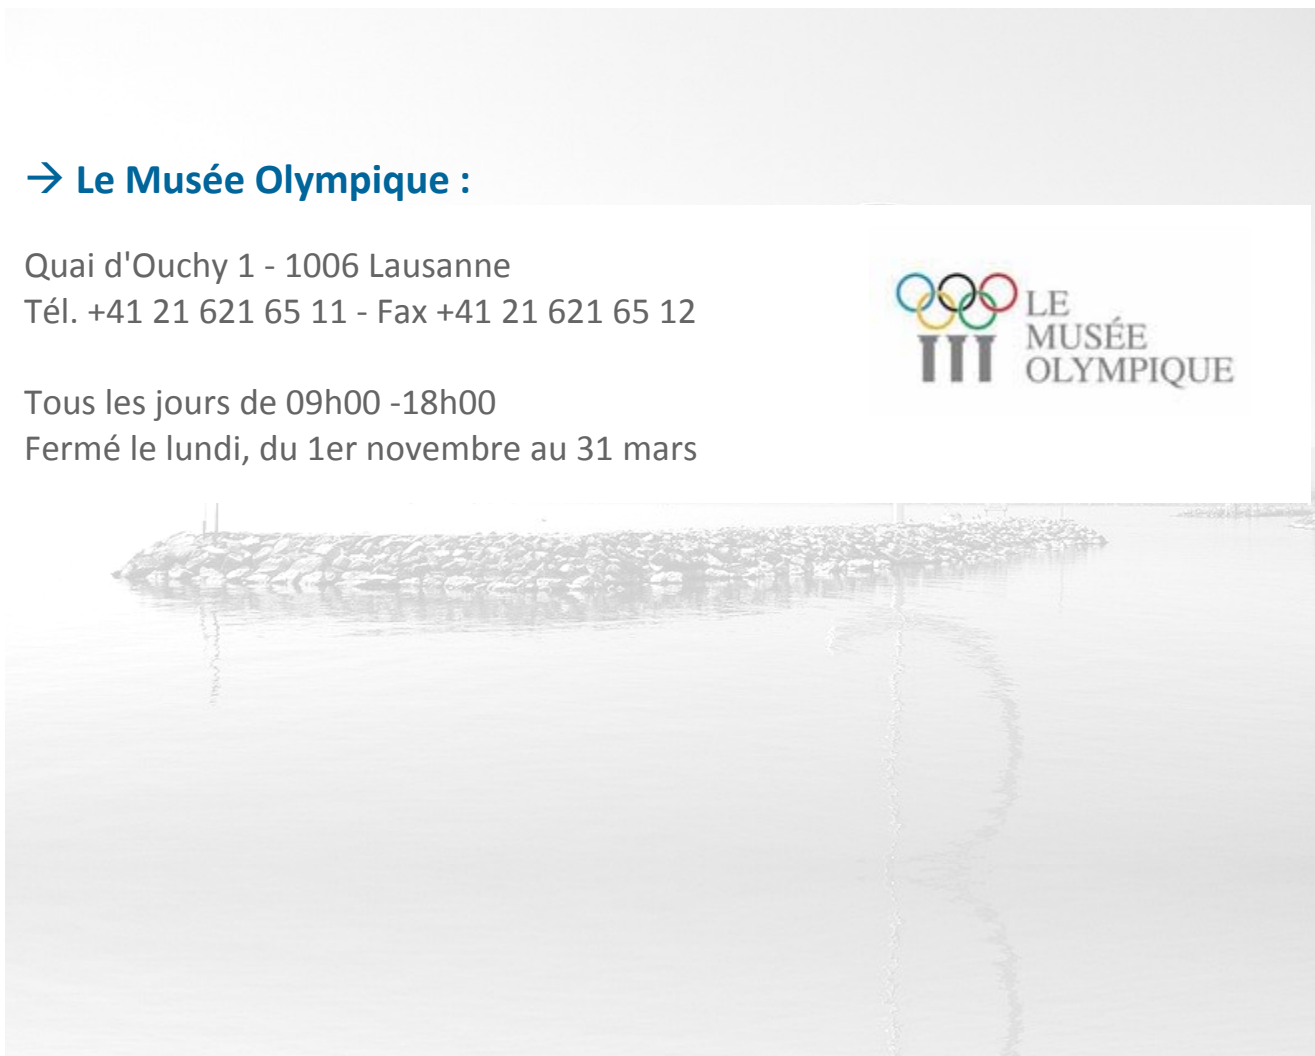 → Le Musée Olympique :
Quai d'Ouchy 1 - 1006 Lausanne
Tél. +41 21 621 65 11 - Fax +41 21 621 65 12
Tous les jours de 09h00 -18h00
Fermé le lundi, du 1er novembre au 31 mars
LE
MUSÉE
OLYMPIQUE